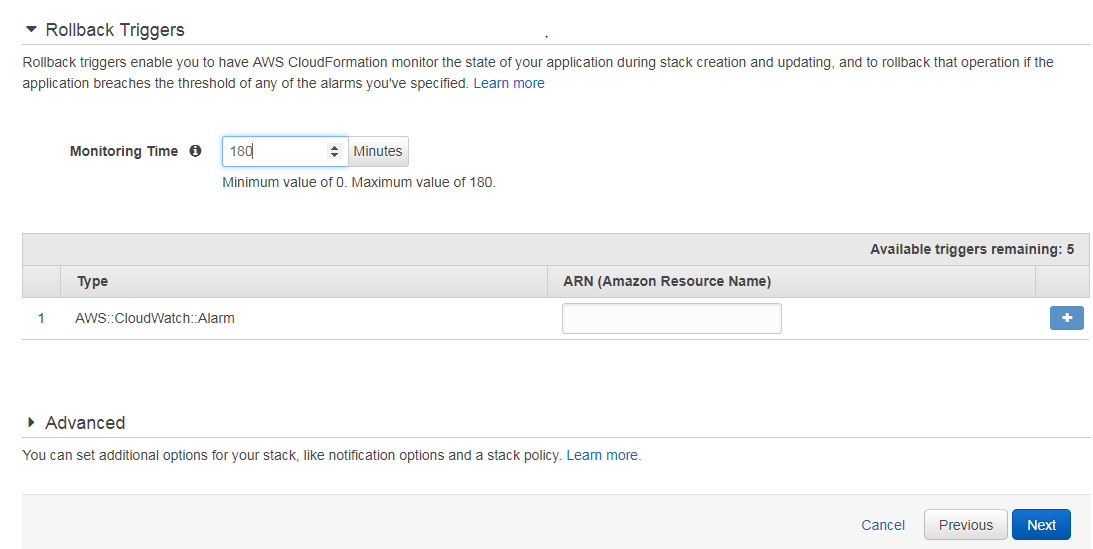 Rollback Triggers
Rollback triggers enable you to have AWS CloudFormation monitor the state of your application during stack creation and updating, and to rollback that operation if the
application breaches the threshold of any of the alarms you've specified. Learn more
Monitoring Time 180 Minutes
Minimum value of 0. Maximum value of 180.
Available triggers remaining: 5
Type ARN (Amazon Resource Name)
1 AWS::CloudWatch::Alarm
Advanced
You can set additional options for your stack, like notification options and a stack policy. Learn more.
Cancel Previous Next